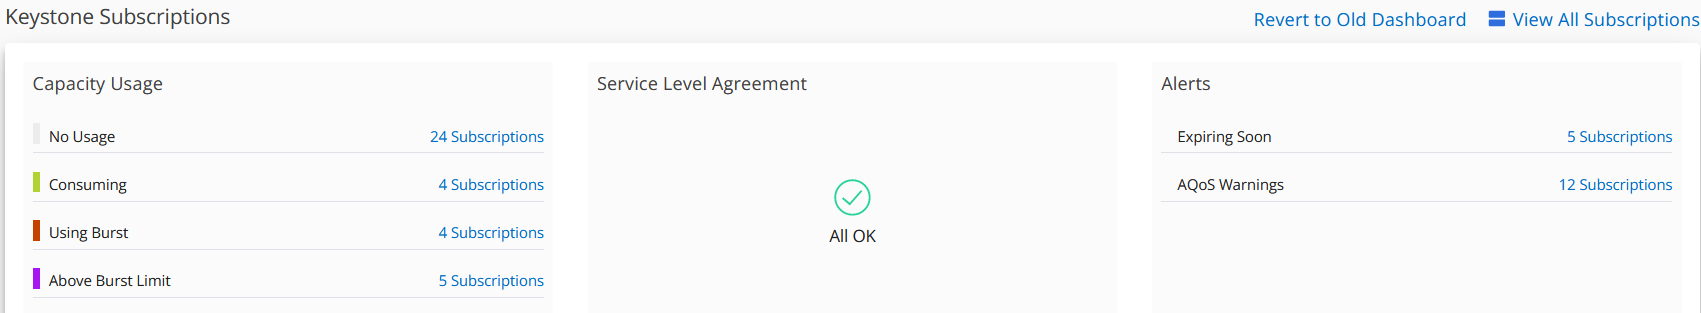 Keystone Subscriptions
Revert to Old Dashboard
View All Subscriptions
Capacity Usage
No Usage 24 Subscriptions
Consuming 4 Subscriptions
Using Burst 4 Subscriptions
Above Burst Limit 5 Subscriptions
Service Level Agreement
All OK
Alerts
Expiring Soon 5 Subscriptions
AQoS Warnings 12 Subscriptions